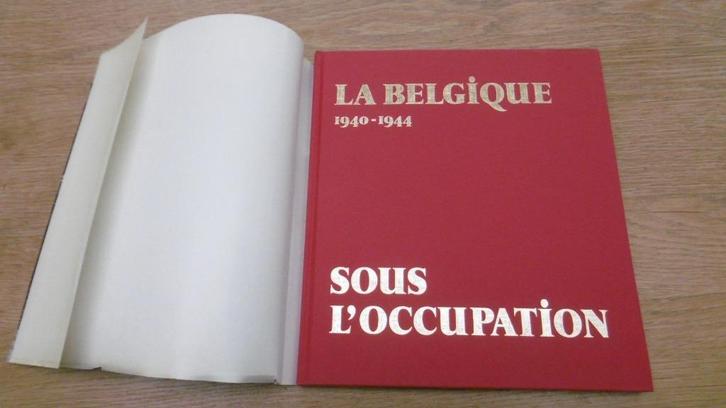 LA BELGIQUE
1940-1944
SOUS
L'OCCUPATION